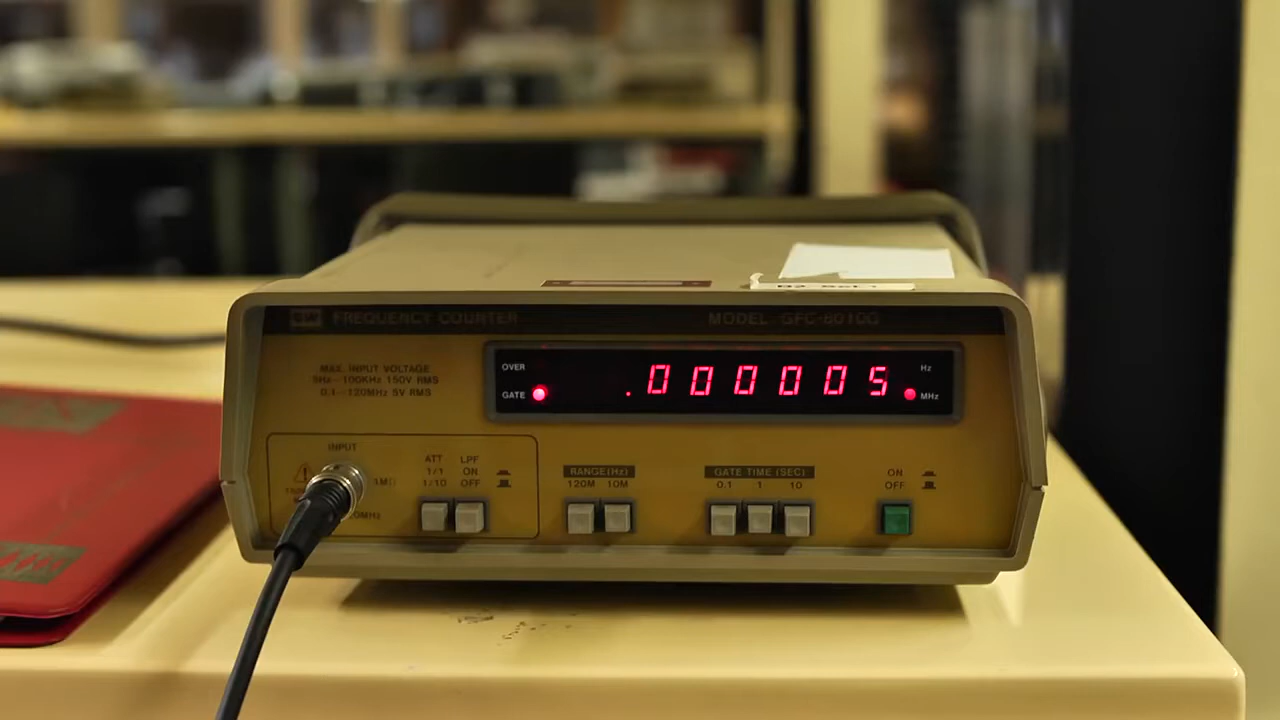 GW FREQUENCY COUNTER MODEL GFC-8010G
MAX. INPUT VOLTAGE
5Hz-100KHz 150V RMS
0.1-120MHz 5V RMS
OVER
GATE
.000005
Hz
MHz
INPUT
1MΩ
ATT
1/1
1/10
LPF
ON
OFF
RANGE(Hz)
120M 10M
GATE TIME (SEC)
0.1 1 10
ON
OFF